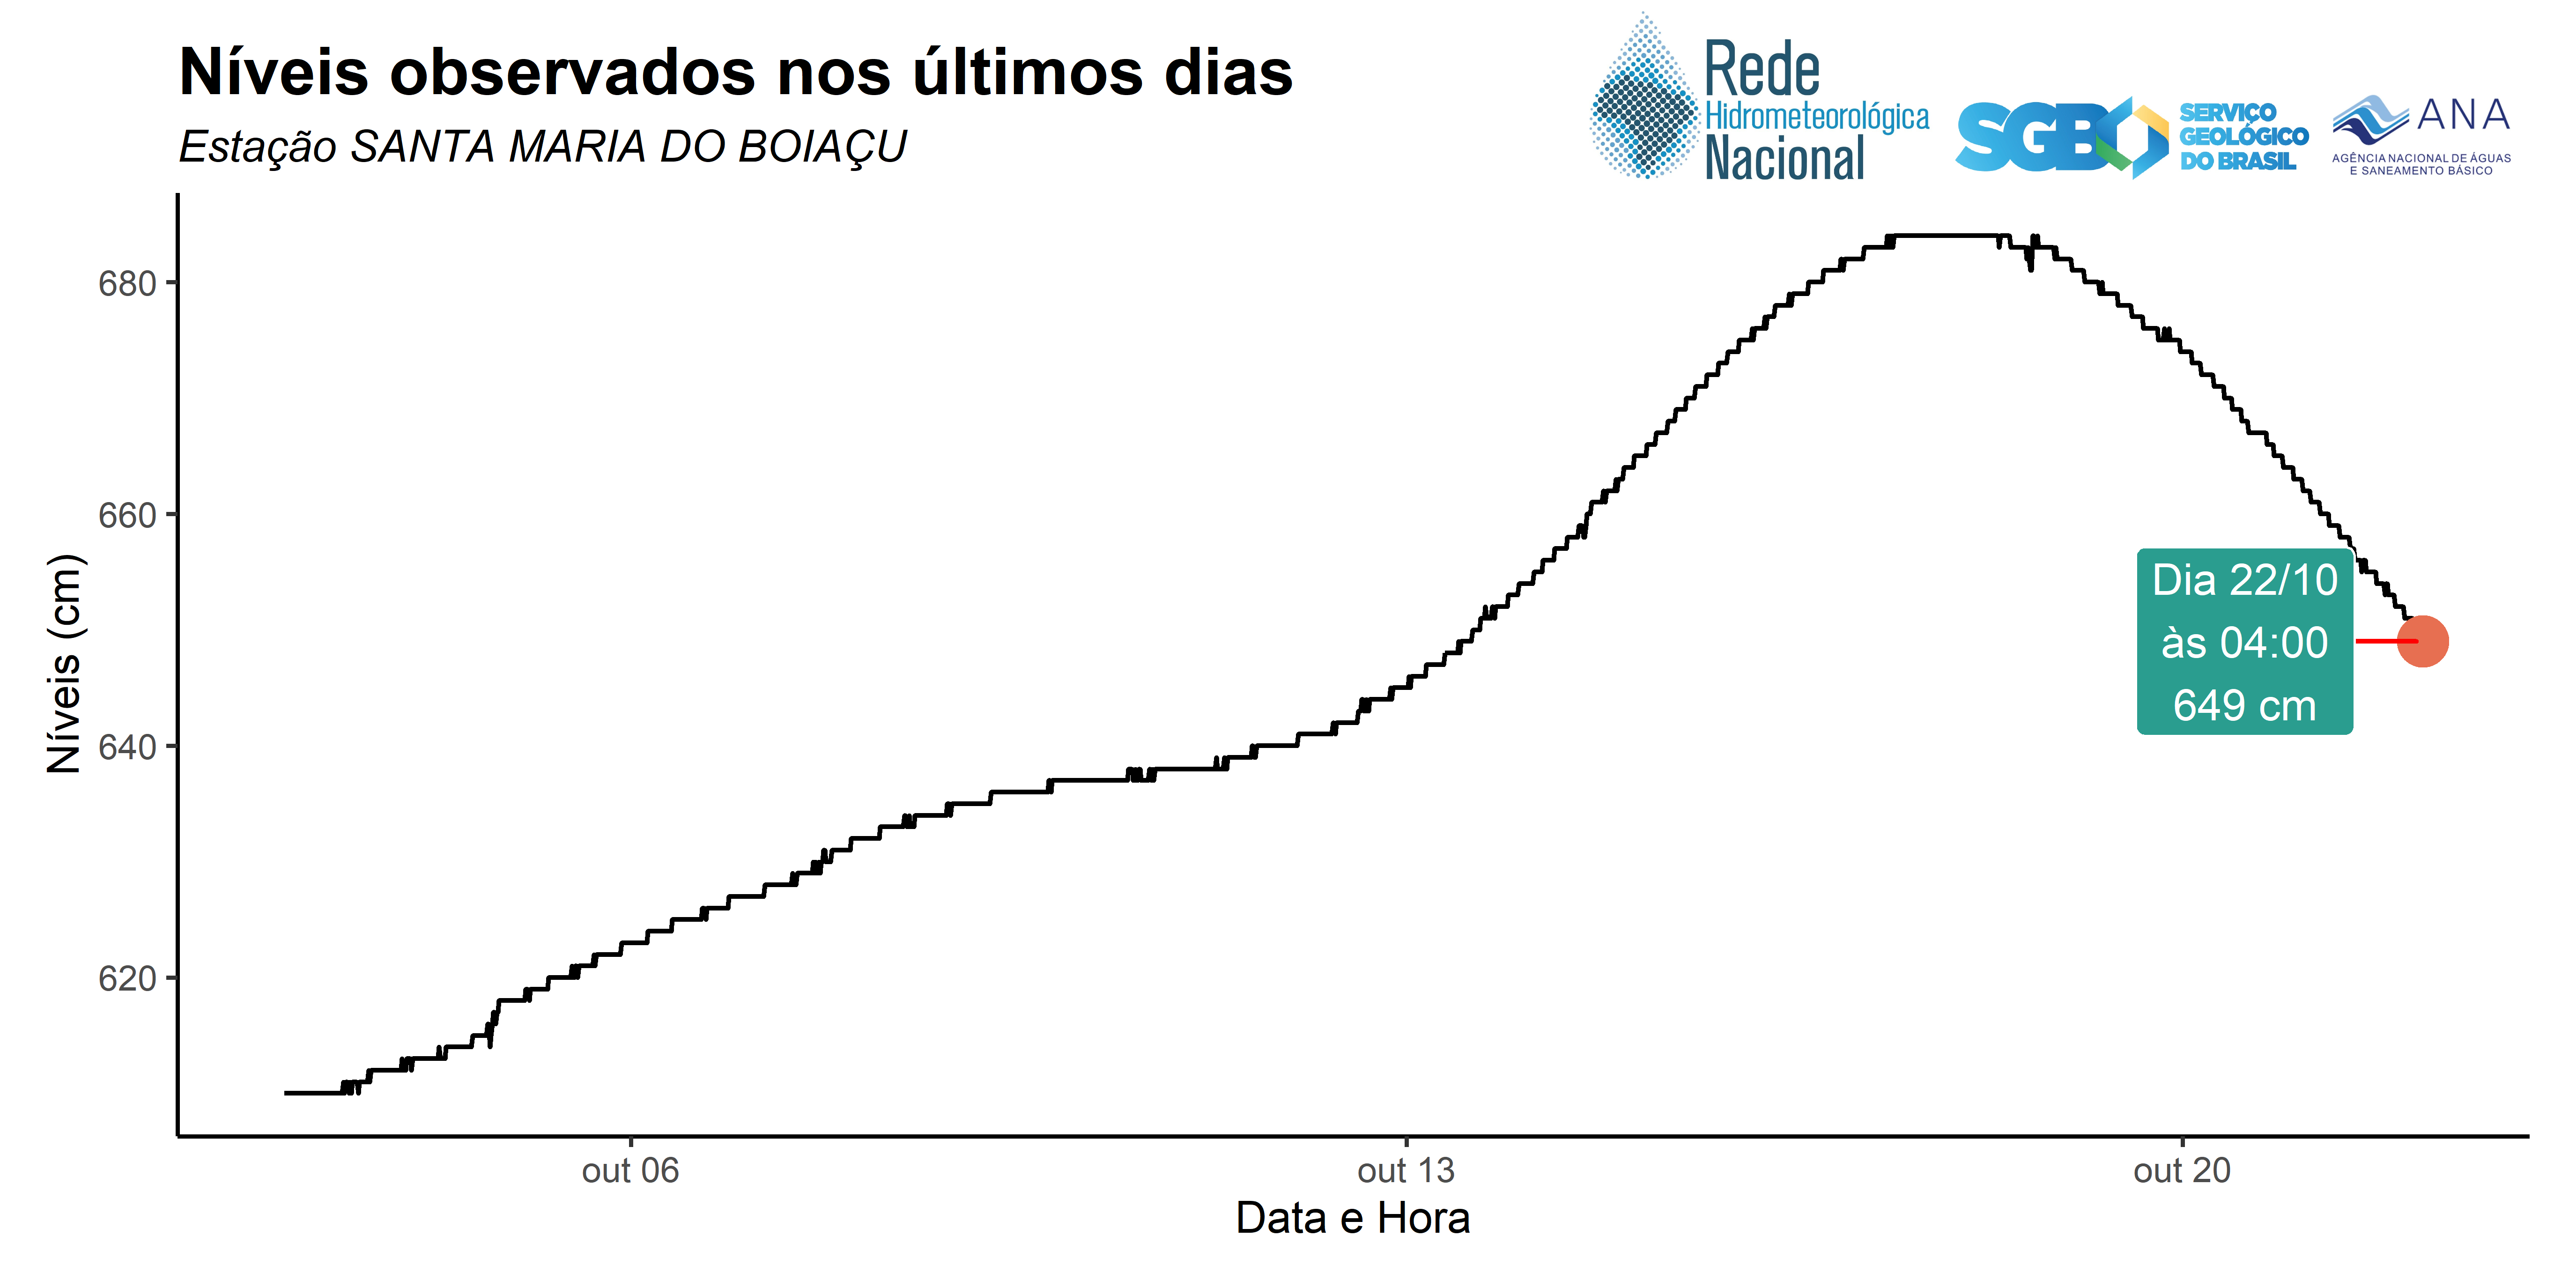 Níveis observados nos últimos dias
Estação SANTA MARIA DO BOIAÇU
Rede
Hidrometeorológica
Nacional
SGB
SERVIÇO
GEOLÓGICO
DO BRASIL
ANA
AGÊNCIA NACIONAL DE ÁGUAS
E SANEAMENTO BÁSICO
Níveis (cm)
680
660
640
620
Dia 22/10
às 04:00
649 cm
out 06
out 13
out 20
Data e Hora